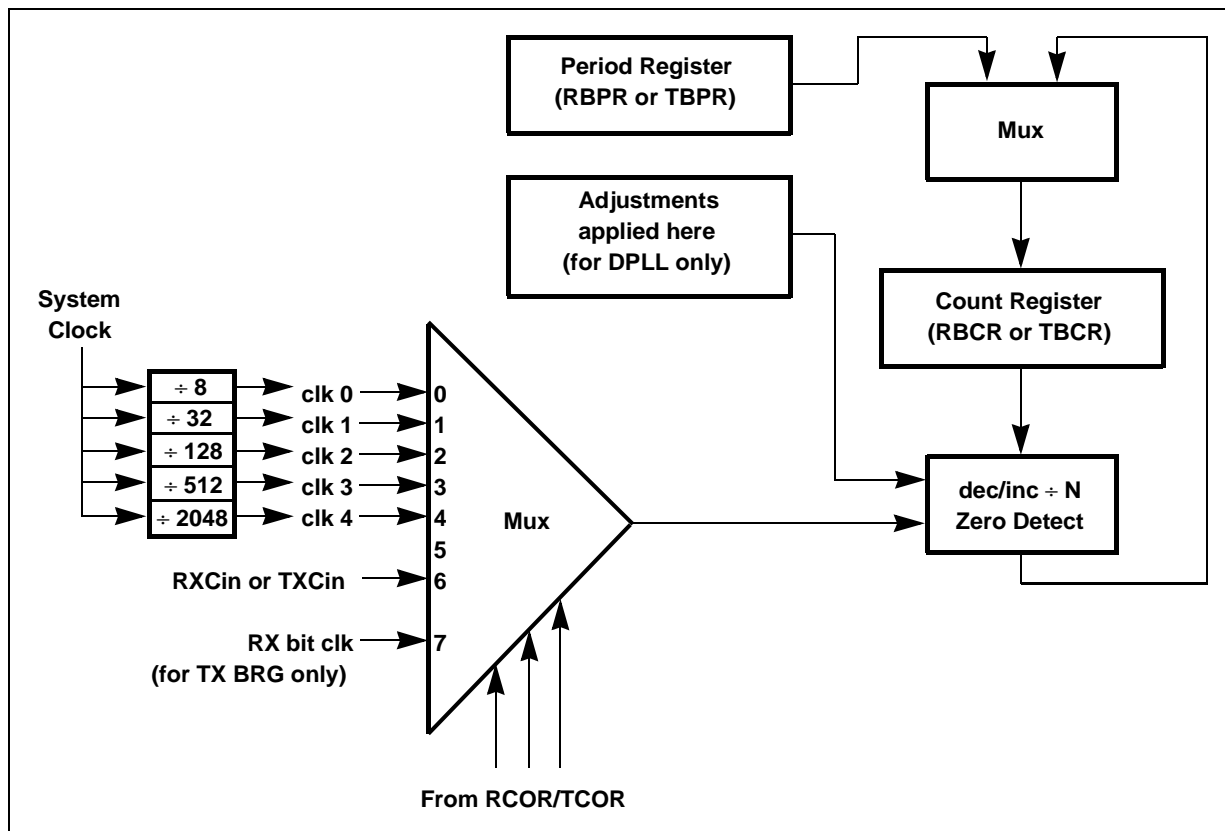 Period Register
(RBPR or TBPR)
Mux
Adjustments
applied here
(for DPLL only)
Count Register
(RBCR or TBCR)
System
Clock
÷ 8 clk 0 0
÷ 32 clk 1 1
÷ 128 clk 2 2
÷ 512 clk 3 3
÷ 2048 clk 4 4
Mux
dec/inc ÷ N
Zero Detect
5
RXCin or TXCin 6
RX bit clk 7
(for TX BRG only)
From RCOR/TCOR